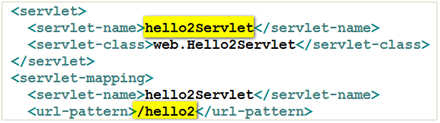 <servlet>
<servlet-name>hello2Servlet</servlet-name>
<servlet-class>web.Hello2Servlet</servlet-class>
</servlet>
<servlet-mapping>
<servlet-name>hello2Servlet</servlet-name>
<url-pattern>/hello2</url-pattern>